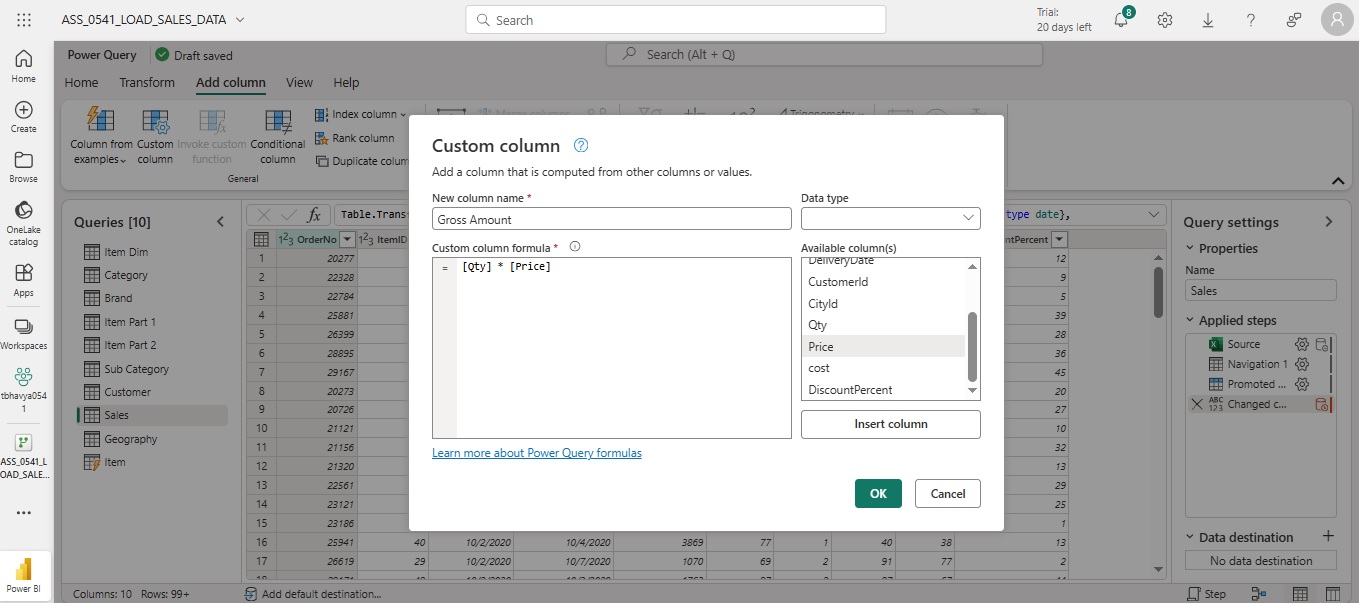 ASS_0541_LOAD_SALES_DATA
Search
Trial:
20 days left
8
Home
Create
Browse
OneLake
catalog
Apps
Workspaces
tbhavya054
1
ASS_0541_L
OAD_SALE...
...
Power BI
Power Query
Draft saved
Search (Alt + Q)
Home Transform Add column View Help
Column from
examples
Custom
column
Invoke custom
function
Conditional
column
Index column
Rank column
Duplicate colum
General
Queries [10]
Item Dim
Category
Brand
Item Part 1
Item Part 2
Sub Category
Customer
Sales
Geography
Item
fx Table.Trans
type date},
1²3 OrderNo 1²3 ItemID
ntPercent
1 20277 12
2 22328 9
3 22784 5
4 25881 39
5 26399 28
6 28895 36
7 29167 45
8 20273 20
9 20726 27
10 21121 10
11 21156 32
12 21320 13
13 22561 29
14 23121 25
15 23186 1
16 25941 40 10/2/2020 10/4/2020 3869 77 1 40 38 13
17 26619 29 10/2/2020 10/7/2020 1070 69 2 91 77 2
Custom column
Add a column that is computed from other columns or values.
New column name *
Gross Amount
Data type
Custom column formula *
= [Qty] * [Price]
Available column(s)
DeliveryDate
CustomerId
CityId
Qty
Price
cost
DiscountPercent
Insert column
Learn more about Power Query formulas
OK
Cancel
Query settings
Properties
Name
Sales
Applied steps
Source
Navigation 1
Promoted ...
ABC
123
Changed c...
Data destination
No data destination
Columns: 10 Rows: 99+
Add default destination...
Step